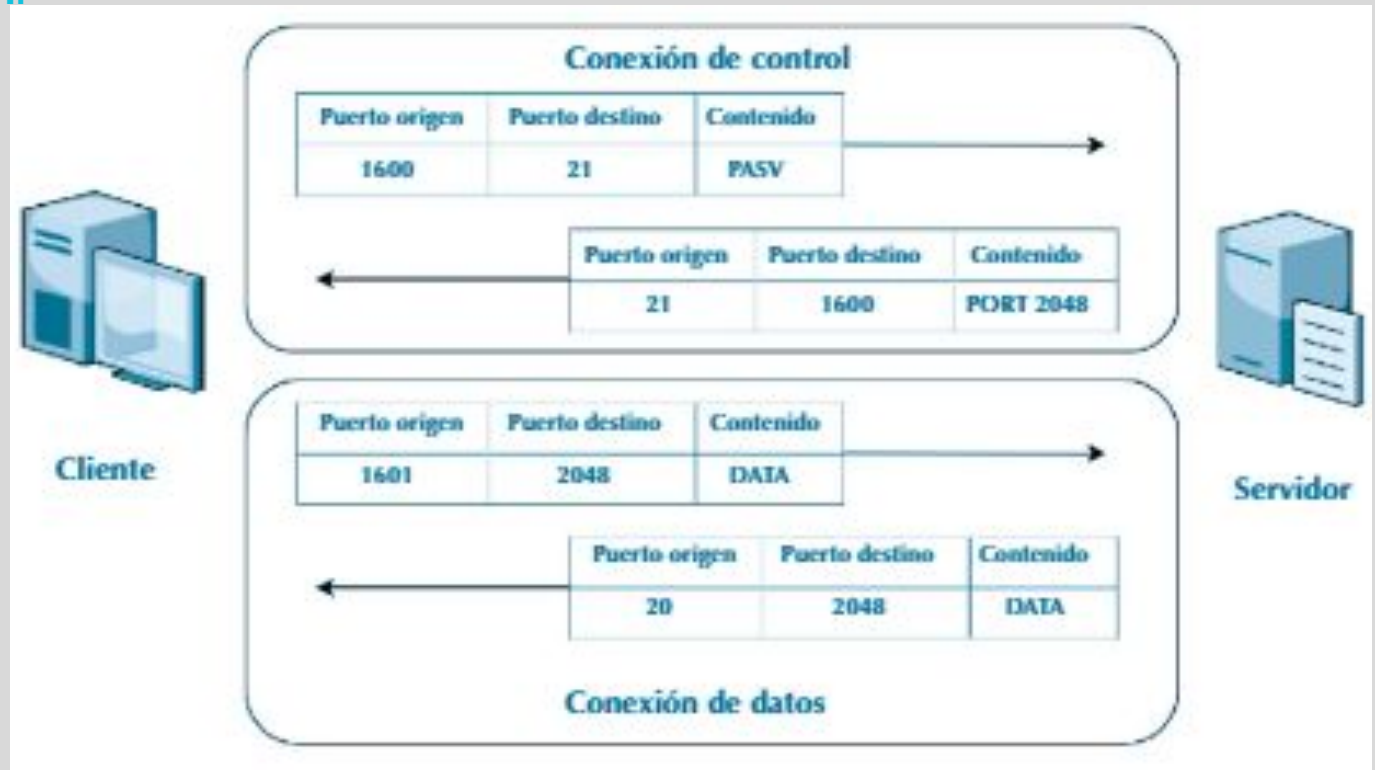 Conexión de control
Puerto origen Puerto destino Contenido
1600 21 PASV
Puerto origen Puerto destino Contenido
21 1600 PORT 2048
Cliente
Servidor
Puerto origen Puerto destino Contenido
1601 2048 DATA
Puerto origen Puerto destino Contenido
20 2048 DATA
Conexión de datos